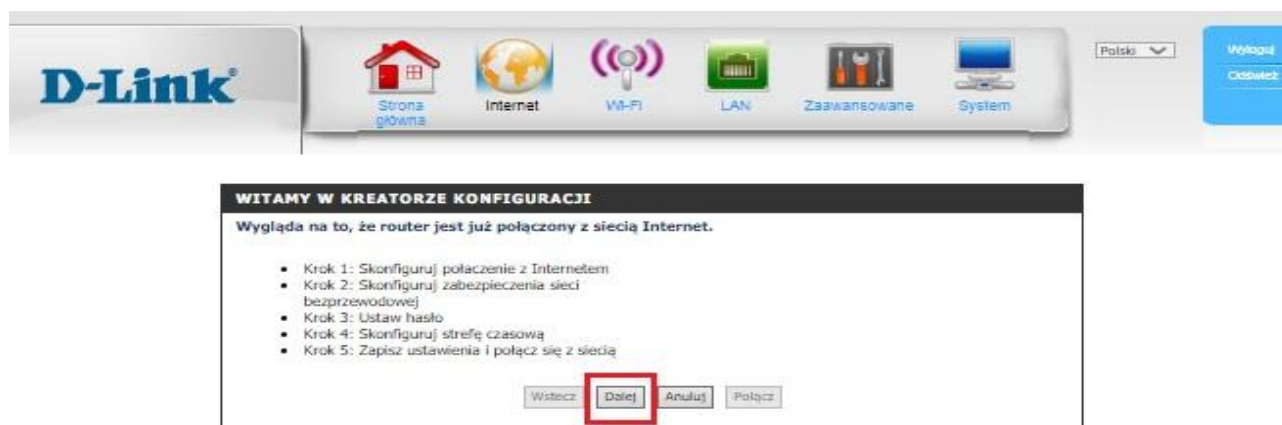 D-Link
Strona
główna
Internet
Wi-Fi
LAN
Zaawansowane
System
Polski
Wyloguj
Odśwież
WITAMY W KREATORZE KONFIGURACJI
Wygląda na to, że router jest już połączony z siecią Internet.
Krok 1: Skonfiguruj połaczenie z Internetem
Krok 2: Skonfiguruj zabezpieczenia sieci
bezprzewodowej
Krok 3: Ustaw hasło
Krok 4: Skonfiguruj strefę czasową
Krok 5: Zapisz ustawienia i połącz się z siecią
Wstecz Dalej Anuluj Połącz